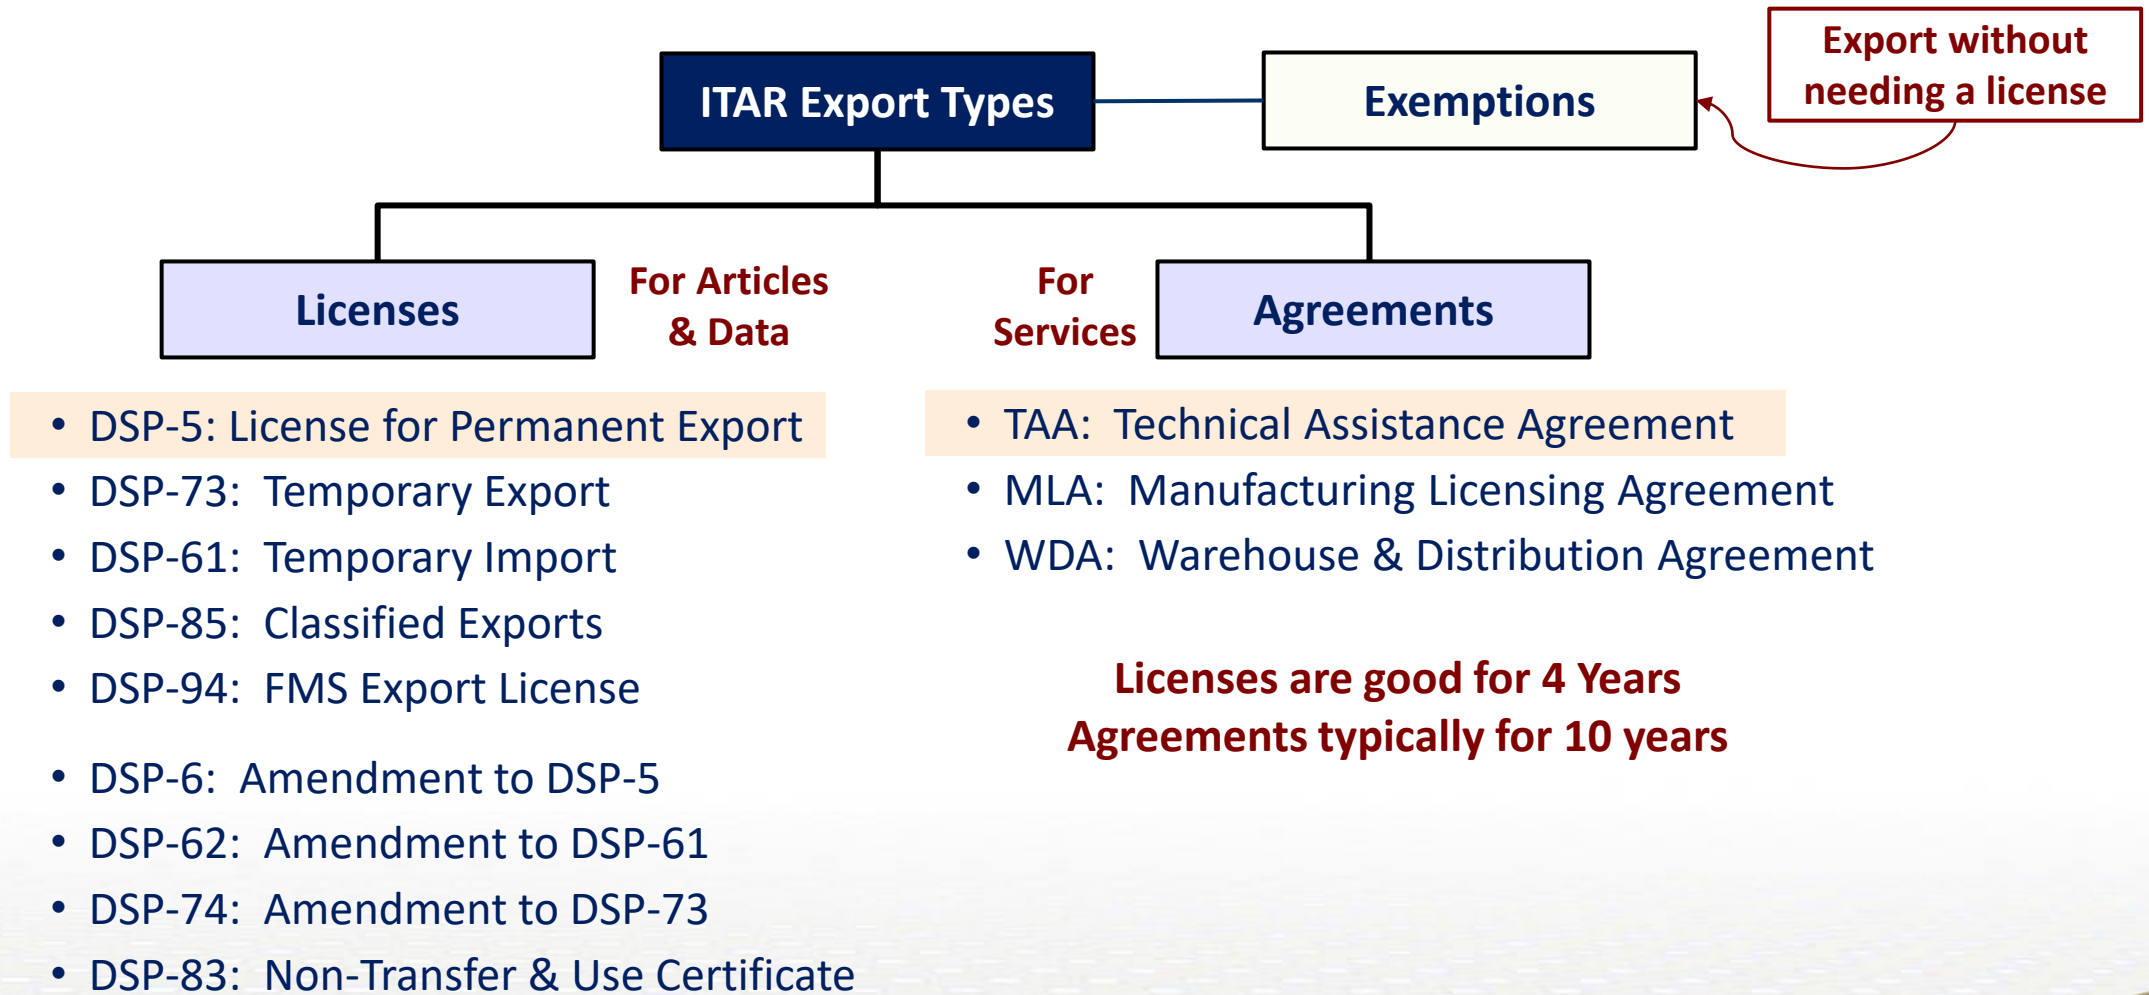 Export without
needing a license
ITAR Export Types
Exemptions
Licenses
For Articles
& Data
For
Services
Agreements
• DSP-5: License for Permanent Export
• DSP-73: Temporary Export
• DSP-61: Temporary Import
• DSP-85: Classified Exports
• DSP-94: FMS Export License
• DSP-6: Amendment to DSP-5
• DSP-62: Amendment to DSP-61
• DSP-74: Amendment to DSP-73
• DSP-83: Non-Transfer & Use Certificate
• TAA: Technical Assistance Agreement
• MLA: Manufacturing Licensing Agreement
• WDA: Warehouse & Distribution Agreement
Licenses are good for 4 Years
Agreements typically for 10 years